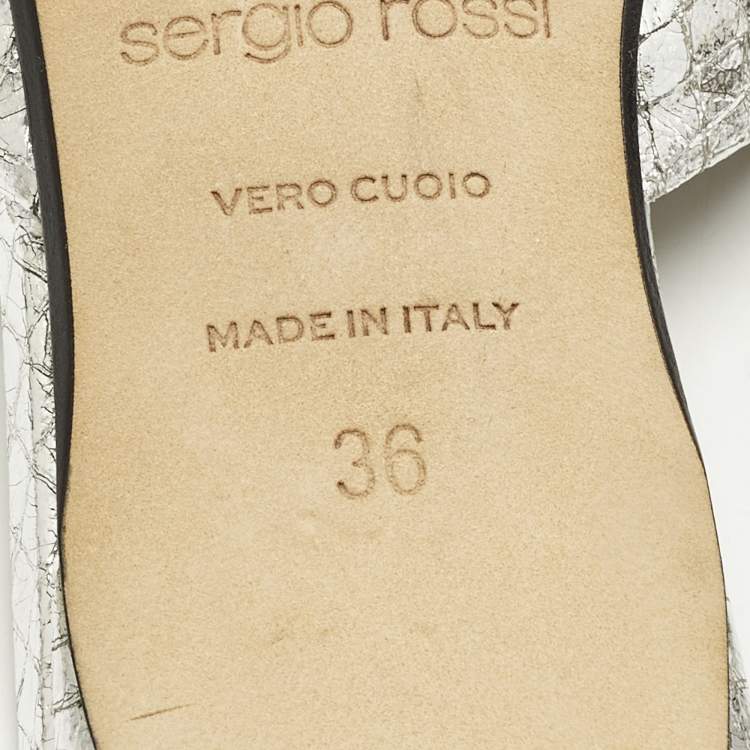 sergio rossi
VERO CUOIO
MADE IN ITALY
36